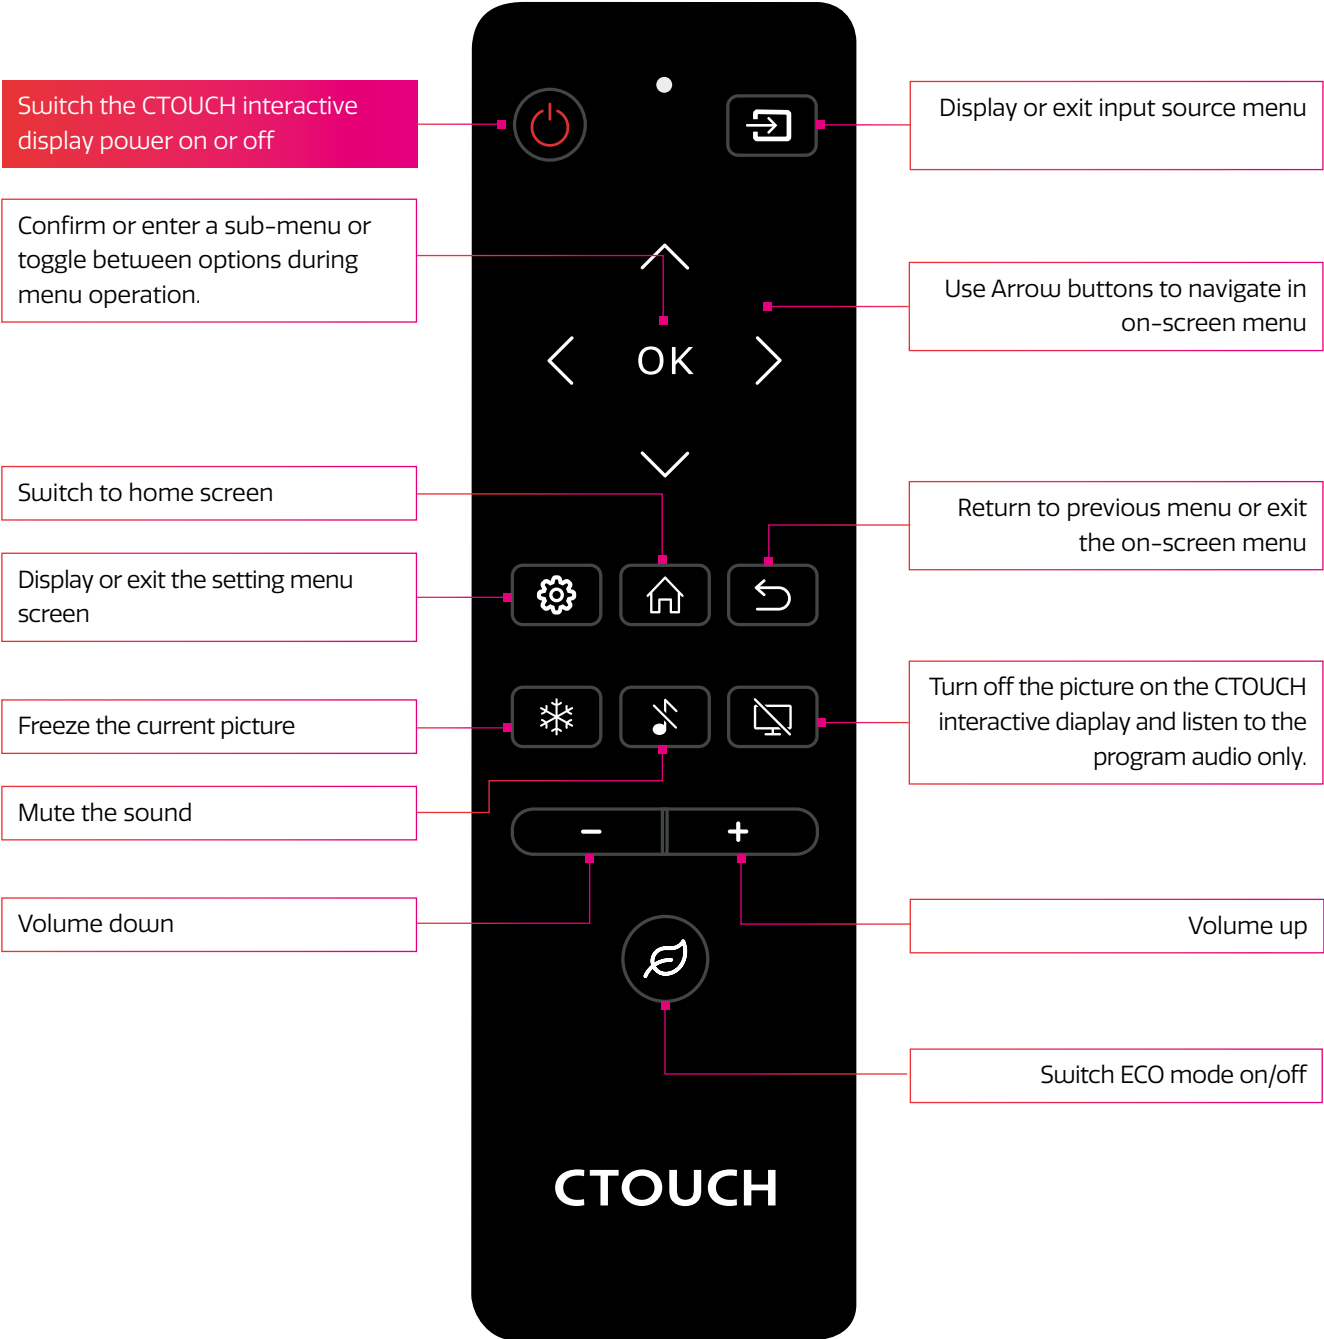 Switch the CTOUCH interactive
display power on or off
Display or exit input source menu
Confirm or enter a sub-menu or
toggle between options during
menu operation.
Use Arrow buttons to navigate in
on-screen menu
OK
Switch to home screen
Return to previous menu or exit
the on-screen menu
Display or exit the setting menu
screen
Turn off the picture on the CTOUCH
interactive diaplay and listen to the
program audio only.
Freeze the current picture
Mute the sound
− +
Volume down
Volume up
Switch ECO mode on/off
CTOUCH